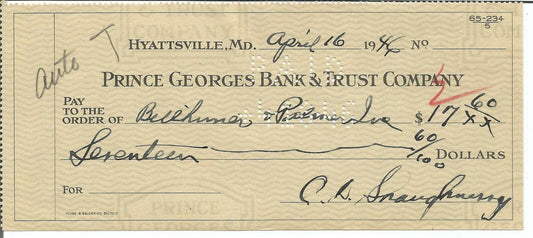 65-234
5
Auto T
HYATTSVILLE, MD. April 16 1946 No
PRINCE GEORGES BANK & TRUST COMPANY
PAY
TO THE
ORDER OF Inc $ 17 60/xx
Seventeen 60/100 DOLLARS
FOR C. D.